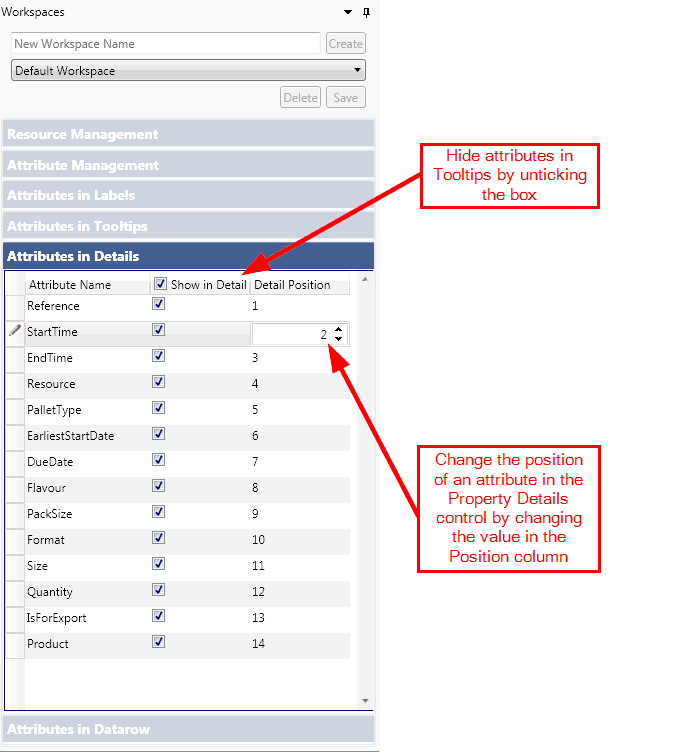 Workspaces
New Workspace Name Create
Default Workspace
Delete Save
Resource Management
Attribute Management
Attributes in Labels
Attributes in Tooltips
Attributes in Details
Attribute Name Show in Detail Detail Position
Reference 1
StartTime 2
EndTime 3
Resource 4
PalletType 5
EarliestStartDate 6
DueDate 7
Flavour 8
PackSize 9
Format 10
Size 11
Quantity 12
IsForExport 13
Product 14
Attributes in Datarow
Hide attributes in
Tooltips by unticking
the box
Change the position
of an attribute in the
Property Details
control by changing
the value in the
Position column